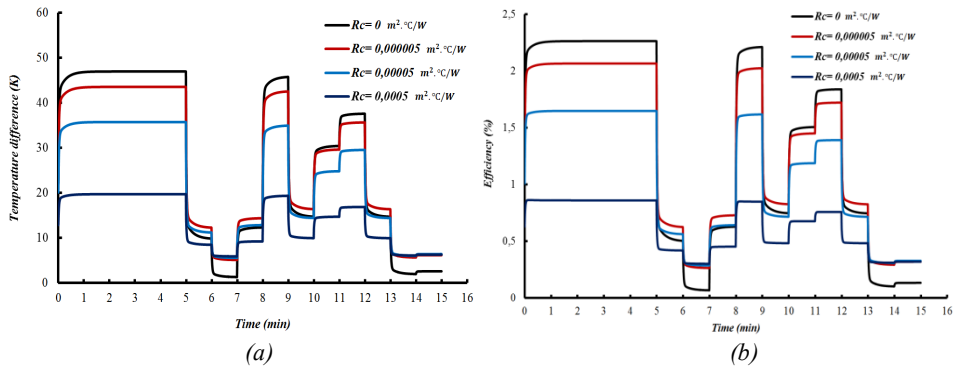 Temperature difference (K)
60
50
40
30
20
10
0
0 1 2 3 4 5 6 7 8 9 10 11 12 13 14 15 16
Time (min)
Rc= 0 m².°C/W
Rc= 0,000005 m².°C/W
Rc= 0,00005 m².°C/W
Rc= 0,0005 m².°C/W
(a)
Efficiency (%)
2,5
2
1,5
1
0,5
0
0 1 2 3 4 5 6 7 8 9 10 11 12 13 14 15 16
Time (min)
Rc= 0 m².°C/W
Rc= 0,000005 m².°C/W
Rc= 0,00005 m².°C/W
Rc= 0,0005 m².°C/W
(b)